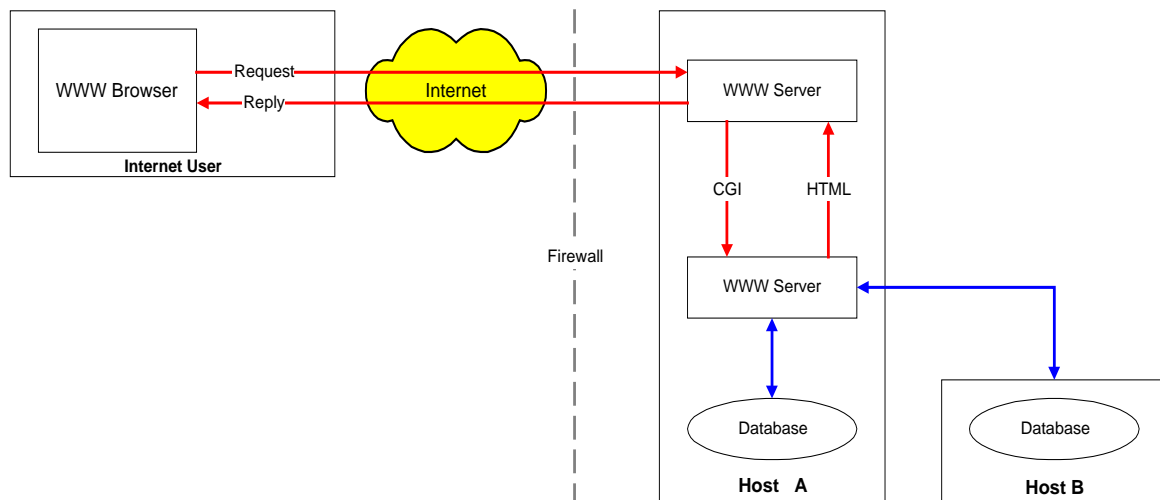 WWW Browser
Internet User
Request
Reply
Internet
Firewall
WWW Server
CGI
HTML
WWW Server
Database
Host A
Database
Host B